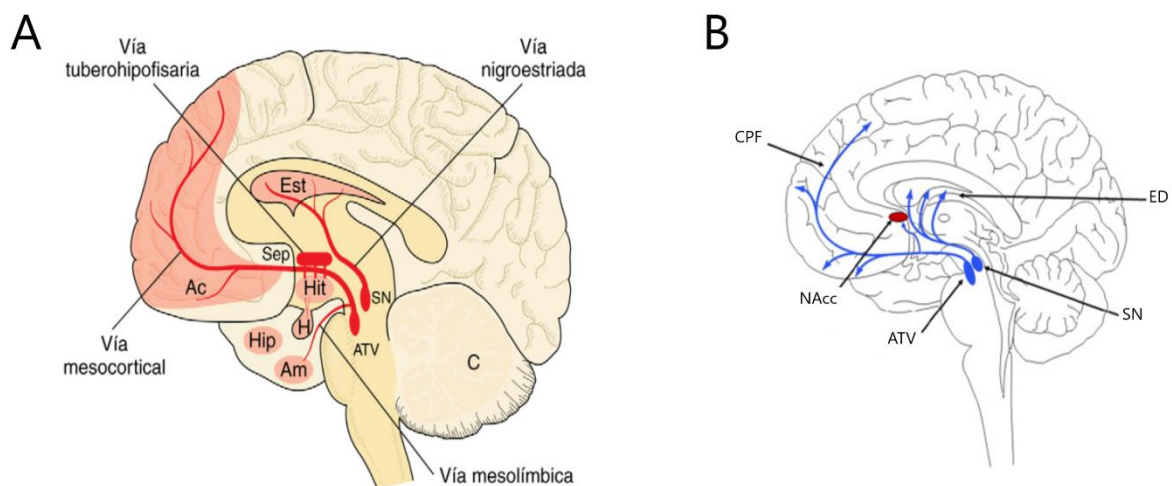 A
Vía
tuberohipofisaria
Vía
nigroestriada
Est
Sep
Ac
Hit
SN
H
Hip
ATV
Am
C
Vía
mesocortical
Vía mesolímbica
B
CPF
ED
NAcc
SN
ATV